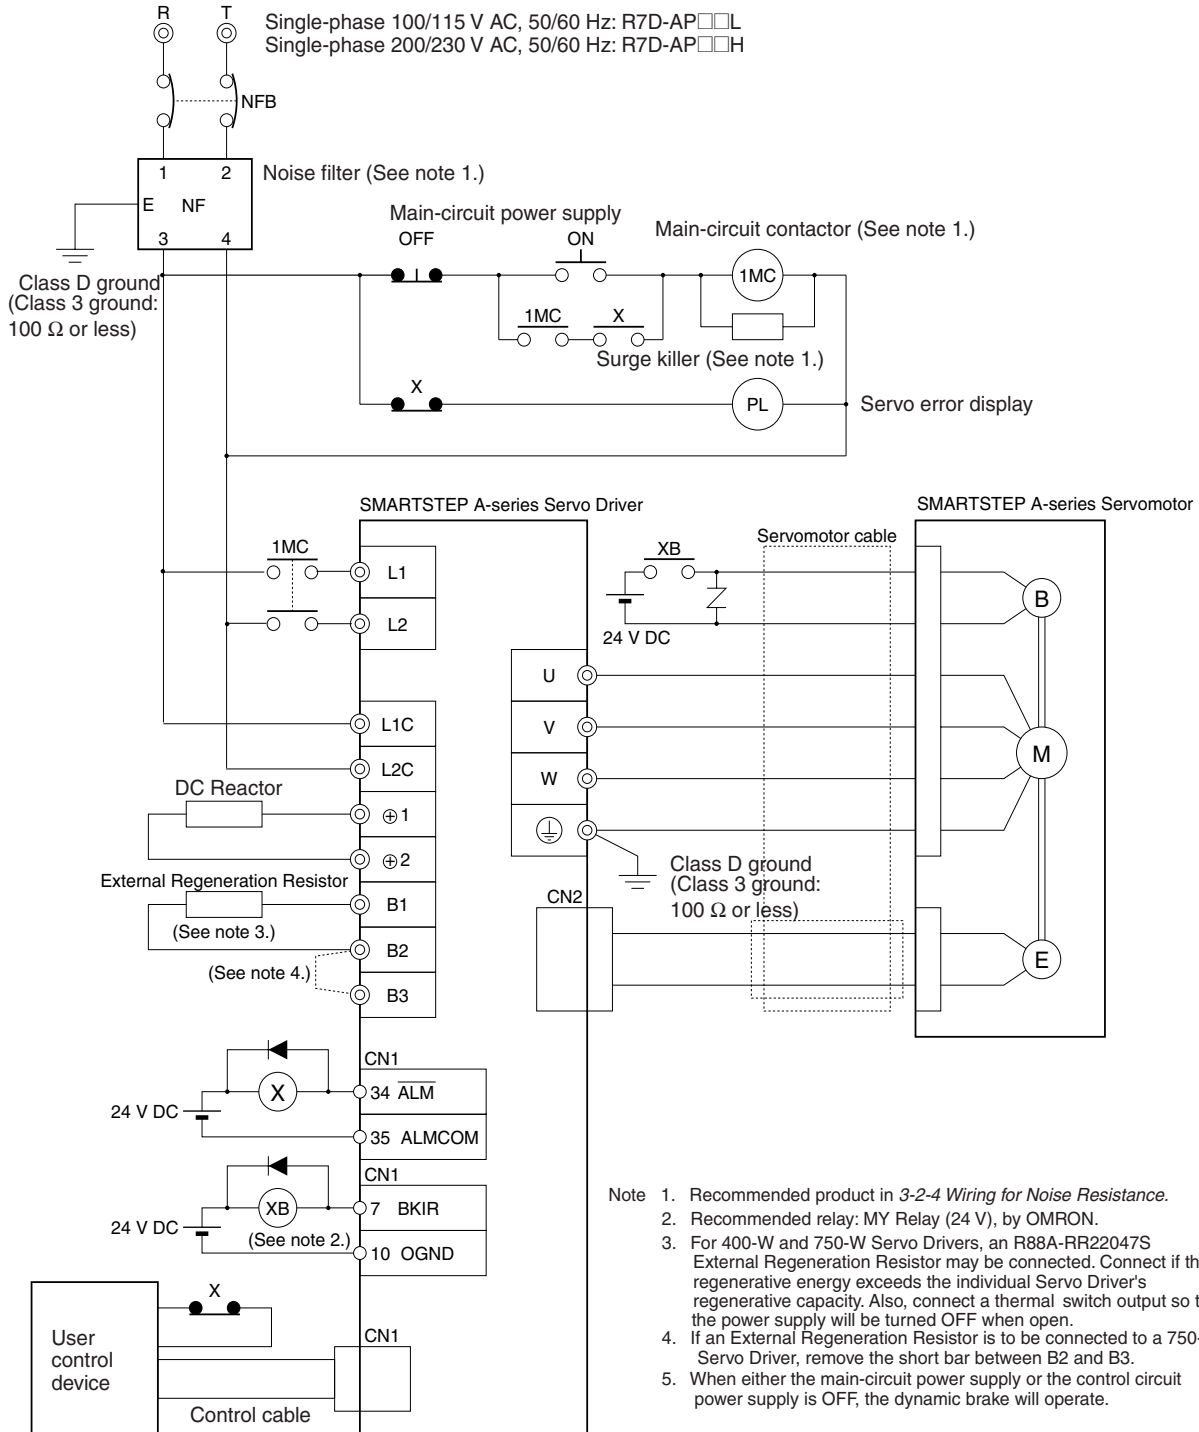 R T
Single-phase 100/115 V AC, 50/60 Hz: R7D-AP□□L
Single-phase 200/230 V AC, 50/60 Hz: R7D-AP□□H
NFB
1 2
Noise filter (See note 1.)
E NF
3 4
Main-circuit power supply
OFF ON
Main-circuit contactor (See note 1.)
1MC
Class D ground
(Class 3 ground:
100 Ω or less)
1MC X
Surge killer (See note 1.)
X
PL
Servo error display
SMARTSTEP A-series Servo Driver
SMARTSTEP A-series Servomotor
Servomotor cable
1MC
XB
L1
L2
24 V DC
B
U
V
W
M
L1C
L2C
DC Reactor
⊕1
⊕2
External Regeneration Resistor
B1
(See note 3.)
B2
(See note 4.)
B3
Class D ground
(Class 3 ground:
100 Ω or less)
CN2
E
CN1
X
34 A̅L̅M̅
24 V DC
35 ALMCOM
CN1
XB
7 BKIR
24 V DC
(See note 2.)
10 OGND
X
User
control
device
CN1
Control cable
Note 1. Recommended product in 3-2-4 Wiring for Noise Resistance.
2. Recommended relay: MY Relay (24 V), by OMRON.
3. For 400-W and 750-W Servo Drivers, an R88A-RR22047S
External Regeneration Resistor may be connected. Connect if th
regenerative energy exceeds the individual Servo Driver's
regenerative capacity. Also, connect a thermal switch output so t
the power supply will be turned OFF when open.
4. If an External Regeneration Resistor is to be connected to a 750-
Servo Driver, remove the short bar between B2 and B3.
5. When either the main-circuit power supply or the control circuit
power supply is OFF, the dynamic brake will operate.